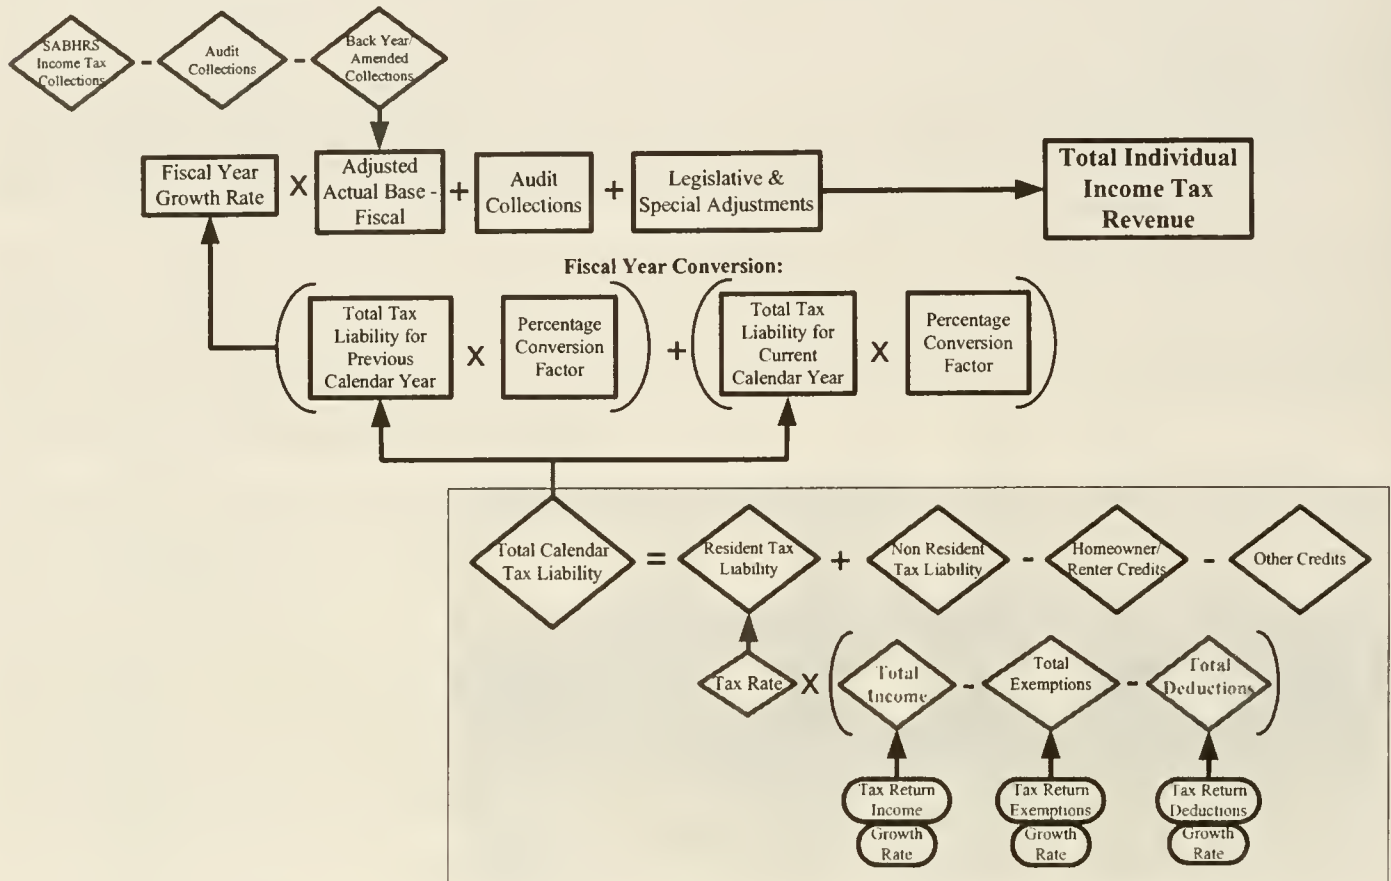 SABHRS
Income Tax
Collections
-
Audit
Collections
-
Back Year/
Amended
Collections
Fiscal Year
Growth Rate
X
Adjusted
Actual Base -
Fiscal
+
Audit
Collections
+
Legislative &
Special Adjustments
Total Individual
Income Tax
Revenue
Fiscal Year Conversion:
(
Total Tax
Liability for
Previous
Calendar Year
X
Percentage
Conversion
Factor
)
+
(
Total Tax
Liability for
Current
Calendar Year
X
Percentage
Conversion
Factor
)
Total Calendar
Tax Liability
=
Resident Tax
Liability
+
Non Resident
Tax Liability
-
Homeowner/
Renter Credits
-
Other Credits
Tax Rate
X
(
Total
Income
-
Total
Exemptions
-
Total
Deductions
)
Tax Return
Income
Growth
Rate
Tax Return
Exemptions
Growth
Rate
Tax Return
Deductions
Growth
Rate